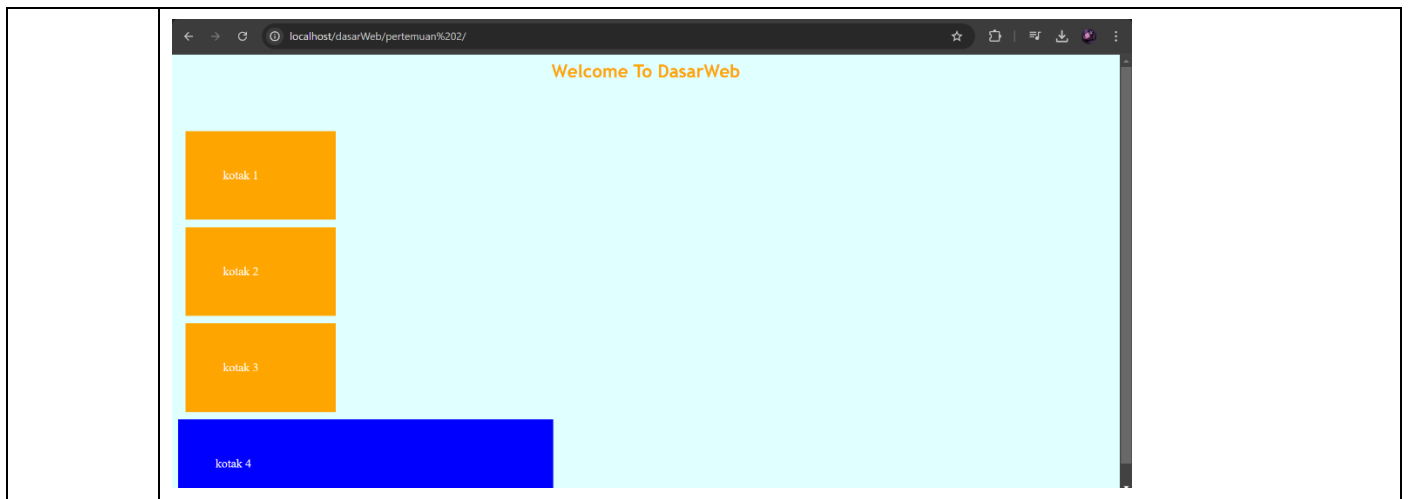 localhost/dasarWeb/pertemuan%202/
Welcome To DasarWeb
kotak 1
kotak 2
kotak 3
kotak 4